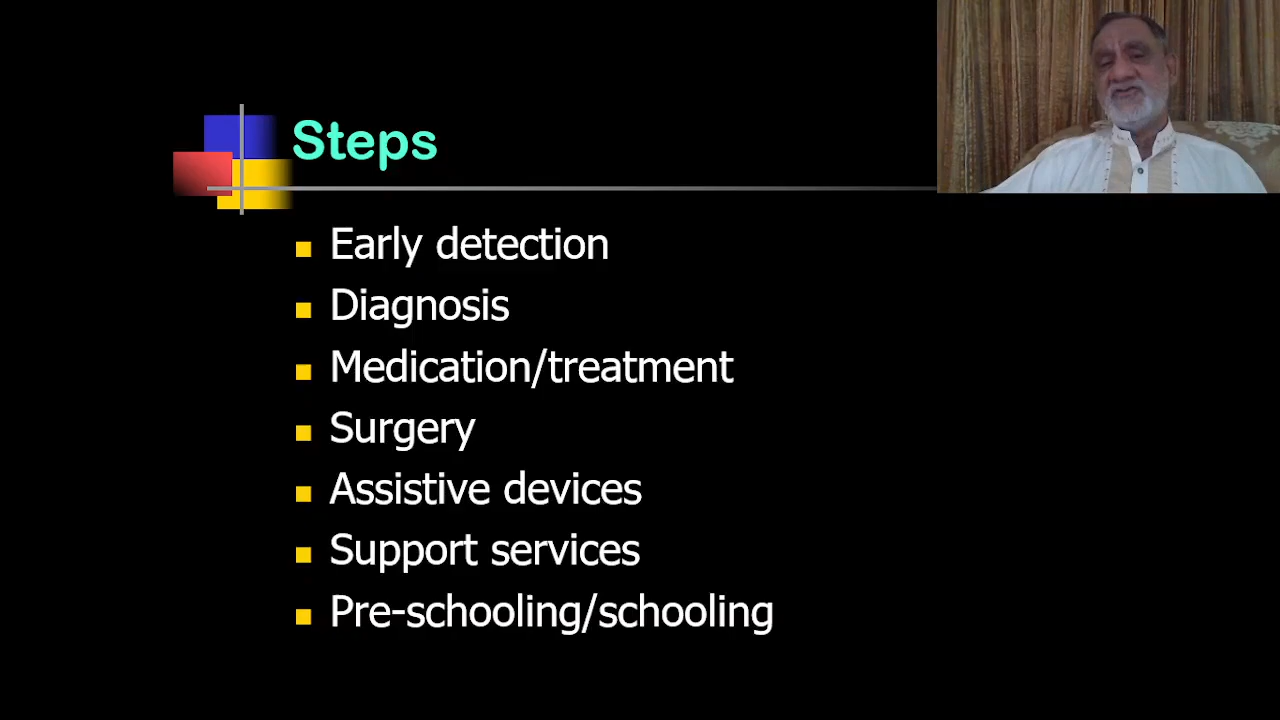 Steps
Early detection
Diagnosis
Medication/treatment
Surgery
Assistive devices
Support services
Pre-schooling/schooling